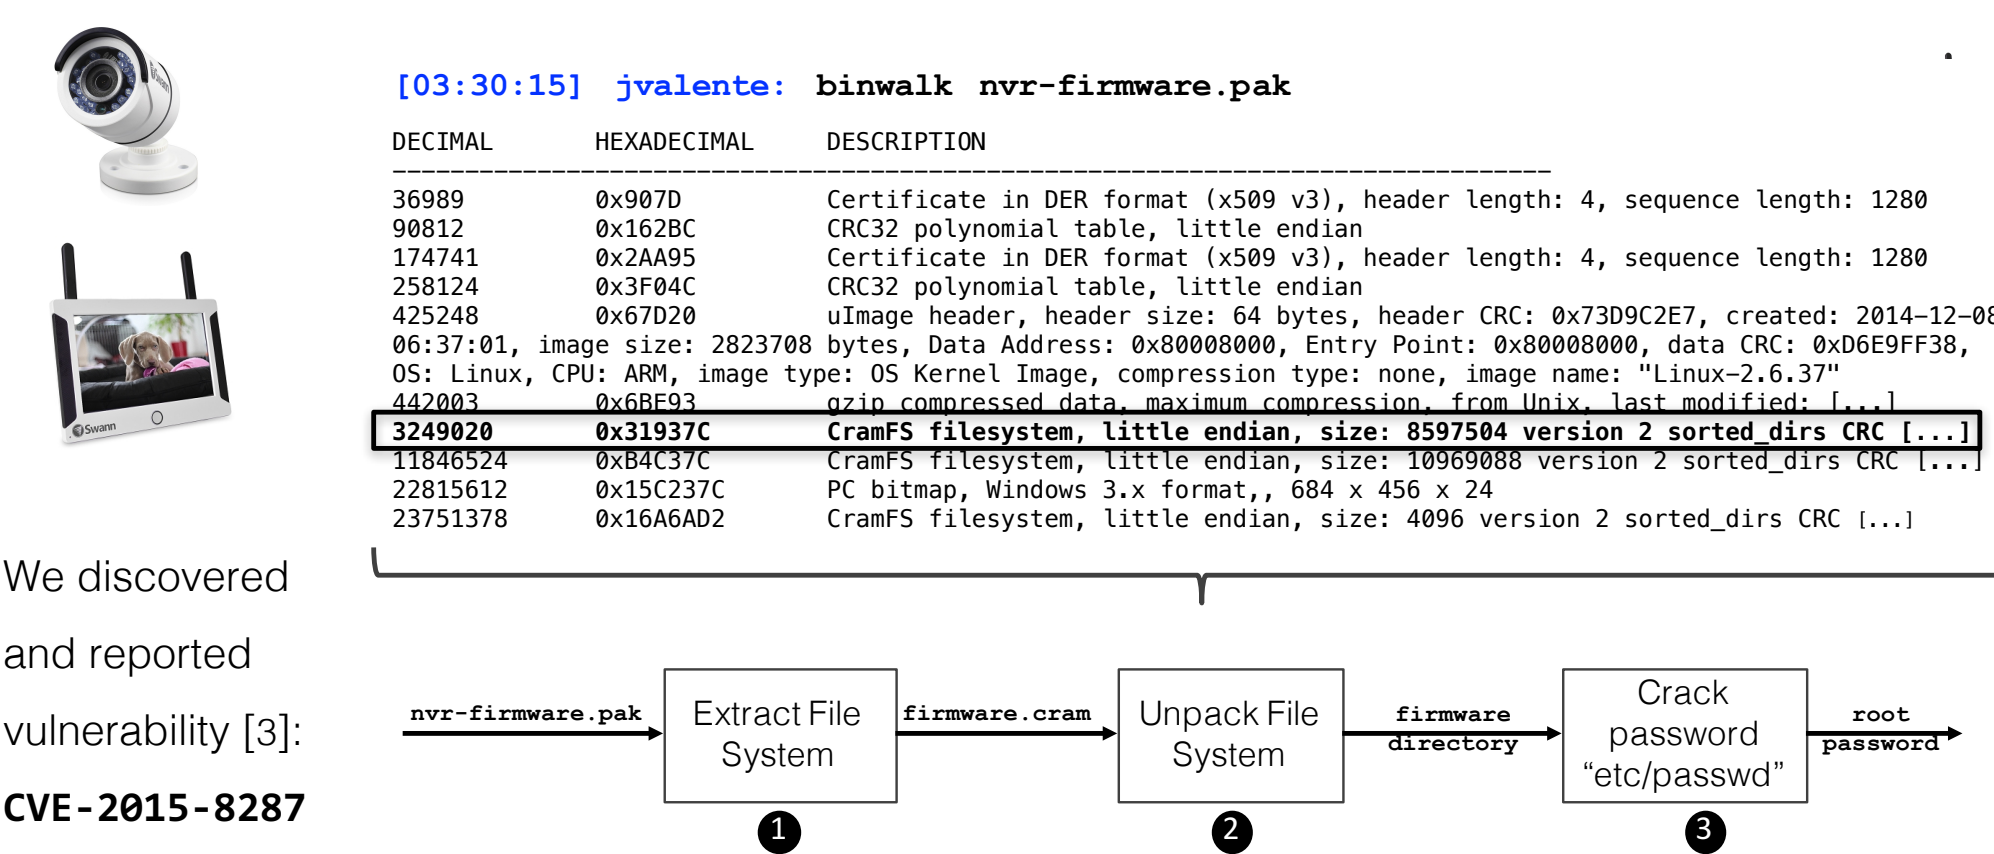 Swann
Swann
We discovered
and reported
vulnerability [3]:
CVE-2015-8287
[03:30:15] jvalente: binwalk nvr-firmware.pak
DECIMAL HEXADECIMAL DESCRIPTION
--------------------------------------------------------------------------------
36989 0x907D Certificate in DER format (x509 v3), header length: 4, sequence length: 1280
90812 0x162BC CRC32 polynomial table, little endian
174741 0x2AA95 Certificate in DER format (x509 v3), header length: 4, sequence length: 1280
258124 0x3F04C CRC32 polynomial table, little endian
425248 0x67D20 uImage header, header size: 64 bytes, header CRC: 0x73D9C2E7, created: 2014-12-08
06:37:01, image size: 2823708 bytes, Data Address: 0x80008000, Entry Point: 0x80008000, data CRC: 0xD6E9FF38,
OS: Linux, CPU: ARM, image type: OS Kernel Image, compression type: none, image name: "Linux-2.6.37"
442003 0x6BE93 gzip compressed data, maximum compression, from Unix, last modified: [...]
3249020 0x31937C CramFS filesystem, little endian, size: 8597504 version 2 sorted_dirs CRC [...]
11846524 0xB4C37C CramFS filesystem, little endian, size: 10969088 version 2 sorted_dirs CRC [...]
22815612 0x15C237C PC bitmap, Windows 3.x format,, 684 x 456 x 24
23751378 0x16A6AD2 CramFS filesystem, little endian, size: 4096 version 2 sorted_dirs CRC [...]
nvr-firmware.pak
Extract File
System
1
firmware.cram
Unpack File
System
2
firmware
directory
Crack
password
“etc/passwd”
3
root
password